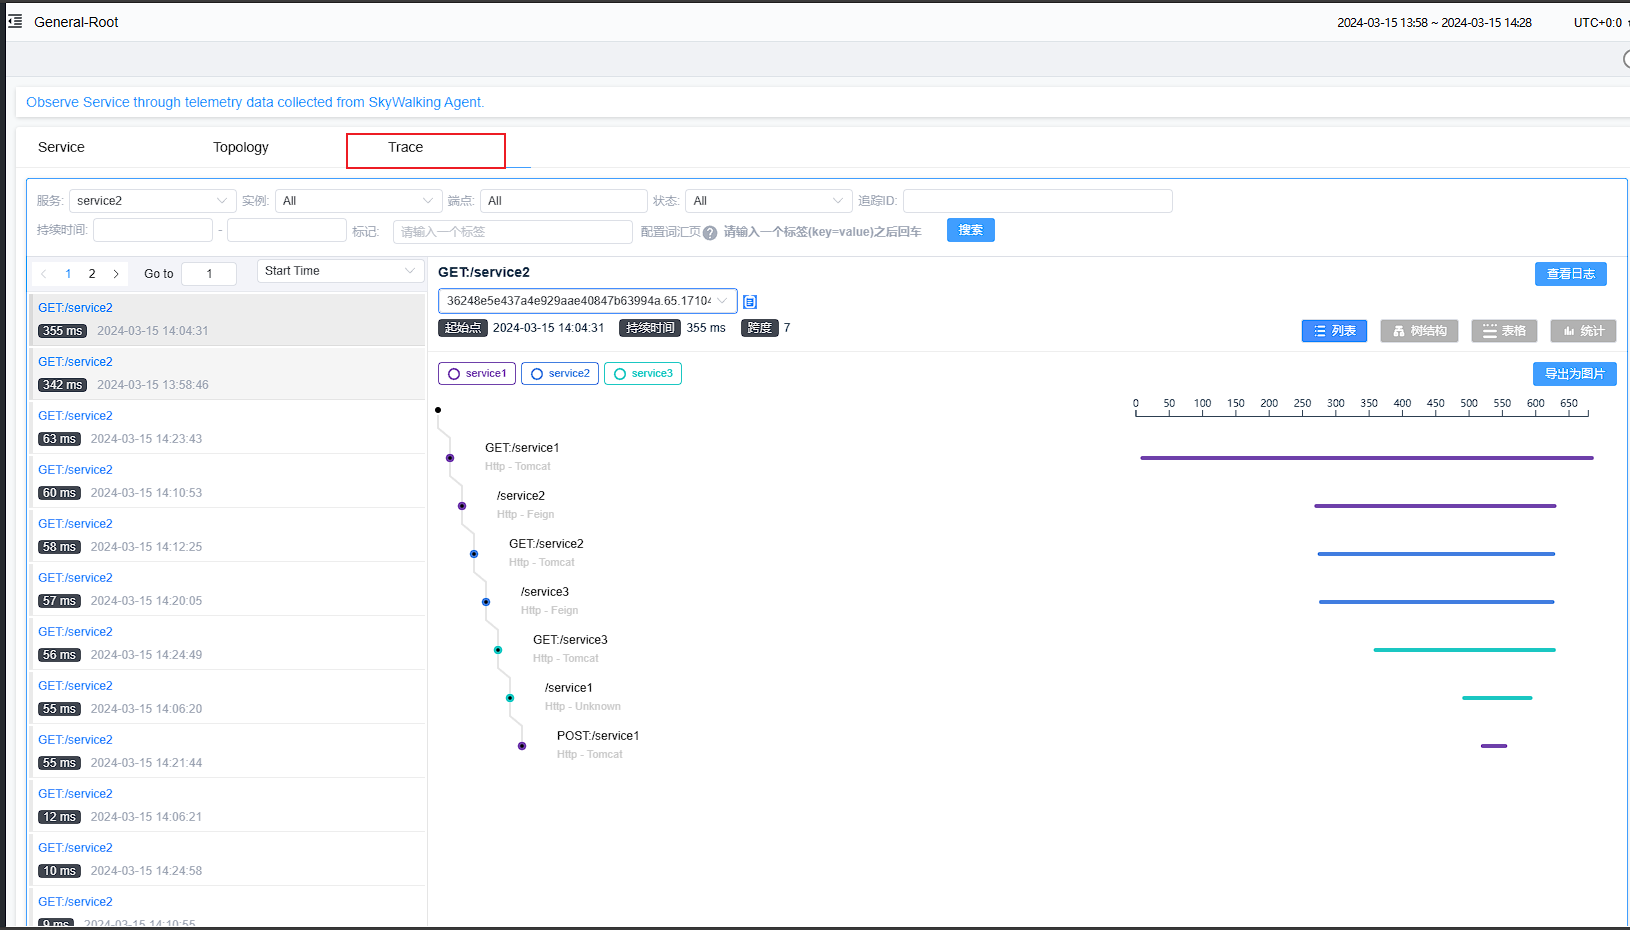 General-Root
2024-03-15 13:58 ~ 2024-03-15 14:28
UTC+0:0
Observe Service through telemetry data collected from SkyWalking Agent.
Service Topology Trace
服务: service2 实例: All 端点: All 状态: All 追踪ID:
持续时间: - 标记: 请输入一个标签 配置词汇页 ? 请输入一个标签(key=value)之后回车 搜索
1 2 Go to 1 Start Time
GET:/service2
355 ms 2024-03-15 14:04:31
GET:/service2
342 ms 2024-03-15 13:58:46
GET:/service2
63 ms 2024-03-15 14:23:43
GET:/service2
60 ms 2024-03-15 14:10:53
GET:/service2
58 ms 2024-03-15 14:12:25
GET:/service2
57 ms 2024-03-15 14:20:05
GET:/service2
56 ms 2024-03-15 14:24:49
GET:/service2
55 ms 2024-03-15 14:06:20
GET:/service2
55 ms 2024-03-15 14:21:44
GET:/service2
12 ms 2024-03-15 14:06:21
GET:/service2
10 ms 2024-03-15 14:24:58
GET:/service2
9 ms 2024-03-15 14:10:55
GET:/service2
查看日志
36248e5e437a4e929aae40847b63994a.65.17104
起始点 2024-03-15 14:04:31 持续时间 355 ms 跨度 7
列表 树结构 表格 统计
service1 service2 service3
导出为图片
0 50 100 150 200 250 300 350 400 450 500 550 600 650
GET:/service1
Http - Tomcat
/service2
Http - Feign
GET:/service2
Http - Tomcat
/service3
Http - Feign
GET:/service3
Http - Tomcat
/service1
Http - Unknown
POST:/service1
Http - Tomcat